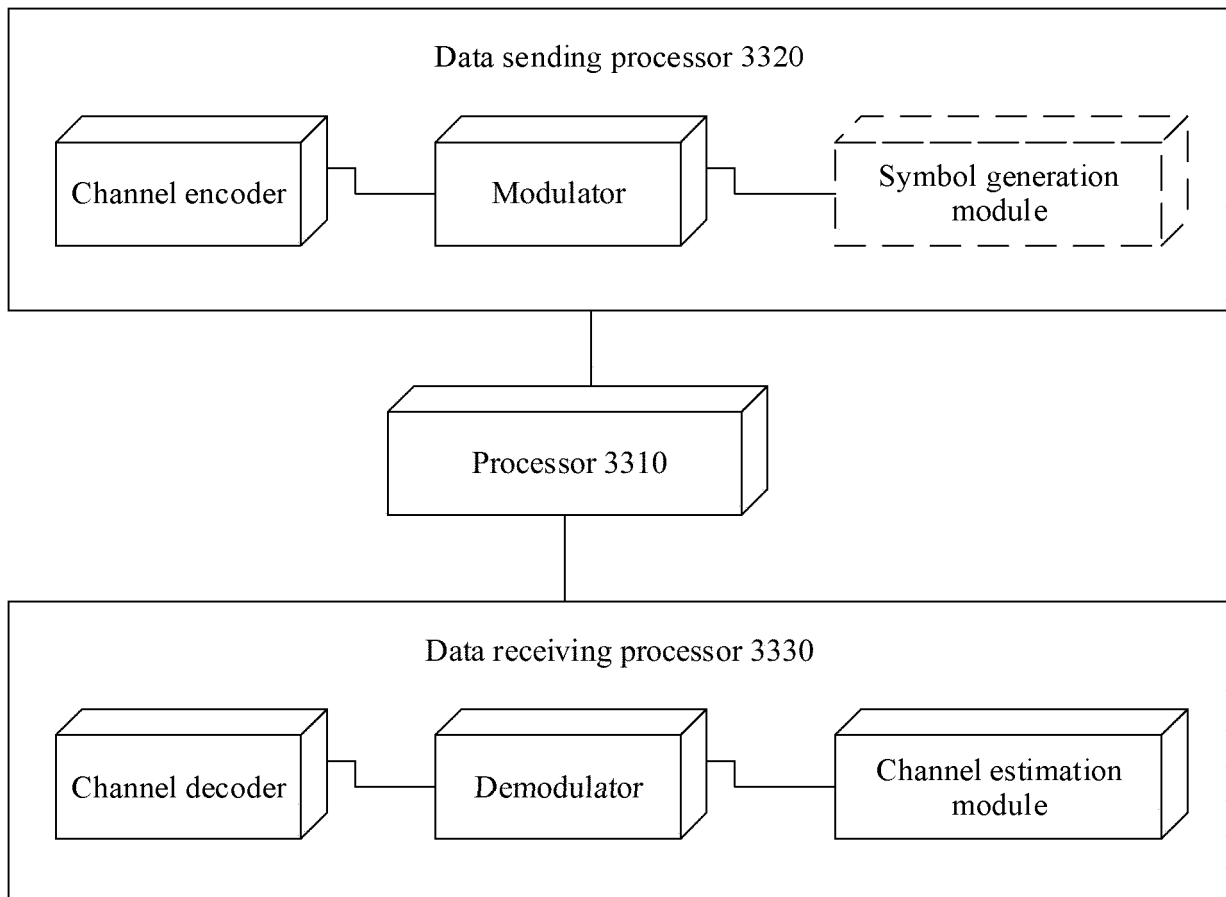 Data sending processor 3320
Channel encoder
Modulator
Symbol generation
module
Processor 3310
Data receiving processor 3330
Channel decoder
Demodulator
Channel estimation
module